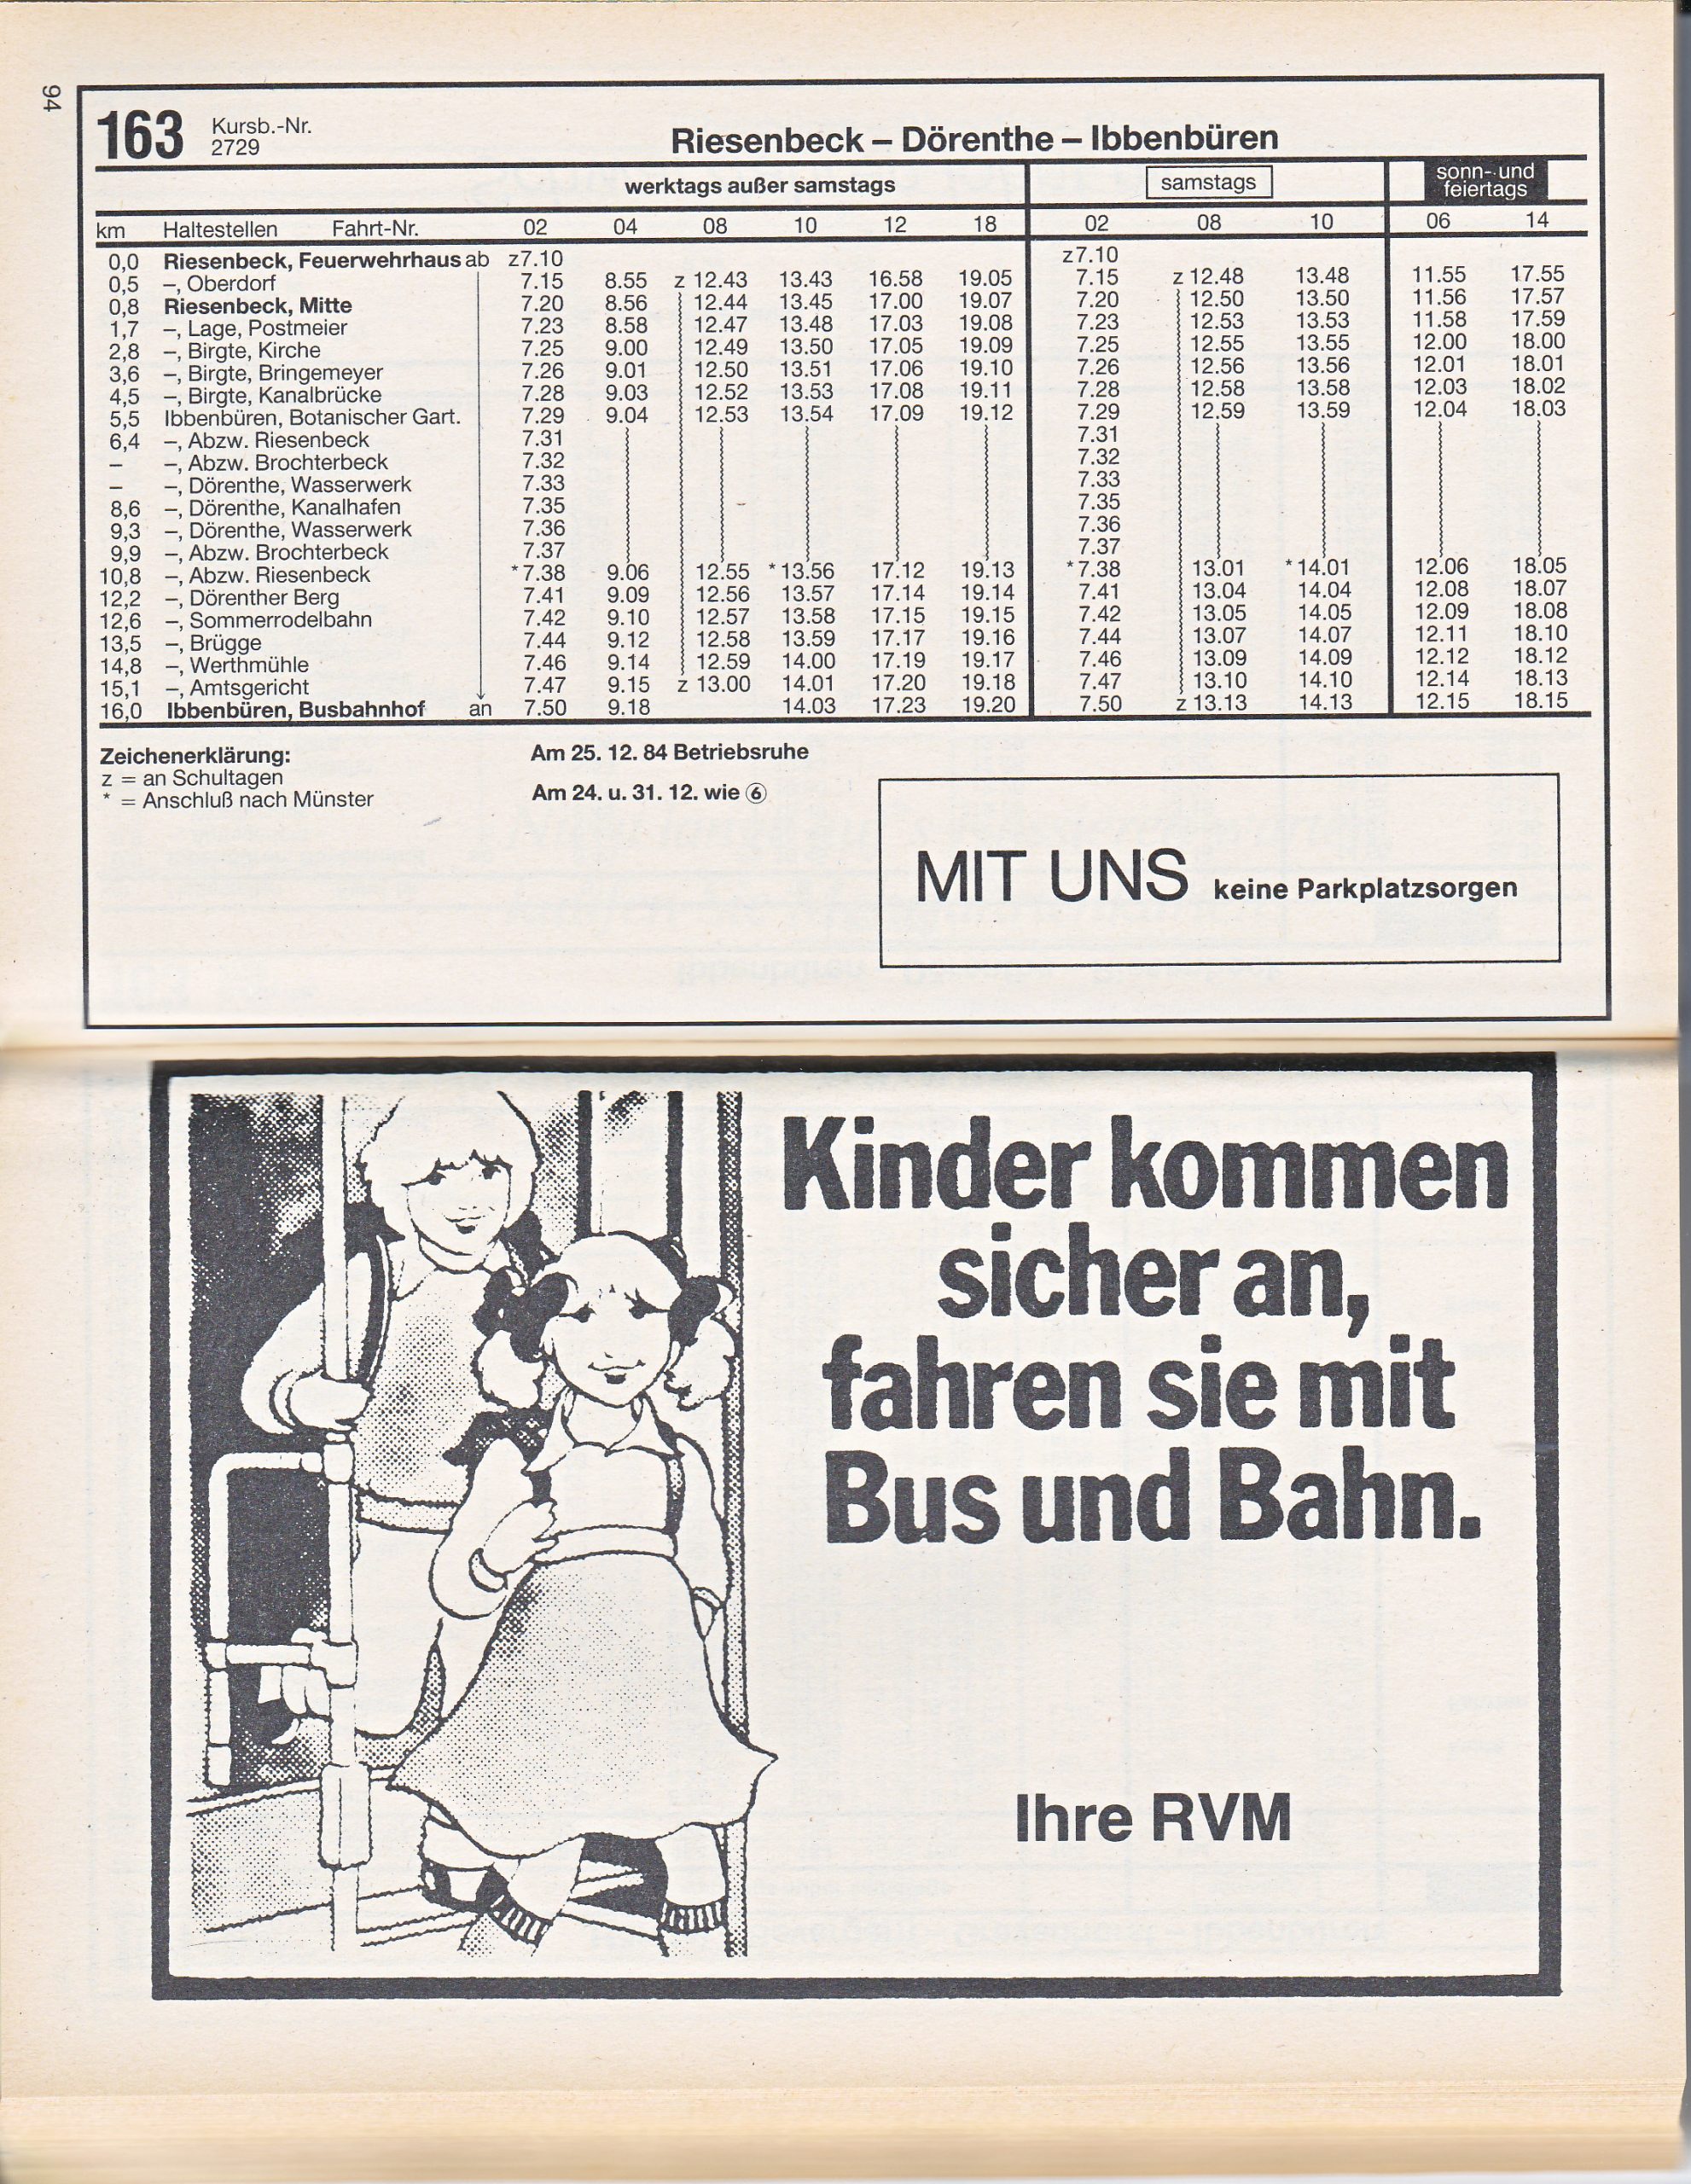 94
163 Kursb.-Nr. 2729 Riesenbeck – Dörenthe – Ibbenbüren
werktags außer samstags samstags sonn- und feiertags
km Haltestellen Fahrt-Nr. 02 04 08 10 12 18 02 08 10 06 14
0,0 Riesenbeck, Feuerwehrhaus ab z7.10 z7.10
0,5 –, Oberdorf 7.15 8.55 z 12.43 13.43 16.58 19.05 7.15 z 12.48 13.48 11.55 17.55
0,8 Riesenbeck, Mitte 7.20 8.56 12.44 13.45 17.00 19.07 7.20 12.50 13.50 11.56 17.57
1,7 –, Lage, Postmeier 7.23 8.58 12.47 13.48 17.03 19.08 7.23 12.53 13.53 11.58 17.59
2,8 –, Birgte, Kirche 7.25 9.00 12.49 13.50 17.05 19.09 7.25 12.55 13.55 12.00 18.00
3,6 –, Birgte, Bringemeyer 7.26 9.01 12.50 13.51 17.06 19.10 7.26 12.56 13.56 12.01 18.01
4,5 –, Birgte, Kanalbrücke 7.28 9.03 12.52 13.53 17.08 19.11 7.28 12.58 13.58 12.03 18.02
5,5 Ibbenbüren, Botanischer Gart. 7.29 9.04 12.53 13.54 17.09 19.12 7.29 12.59 13.59 12.04 18.03
6,4 –, Abzw. Riesenbeck 7.31 7.31
– –, Abzw. Brochterbeck 7.32 7.32
– –, Dörenthe, Wasserwerk 7.33 7.33
8,6 –, Dörenthe, Kanalhafen 7.35 7.35
9,3 –, Dörenthe, Wasserwerk 7.36 7.36
9,9 –, Abzw. Brochterbeck 7.37 7.37
10,8 –, Abzw. Riesenbeck *7.38 9.06 12.55 *13.56 17.12 19.13 *7.38 13.01 *14.01 12.06 18.05
12,2 –, Dörenther Berg 7.41 9.09 12.56 13.57 17.14 19.14 7.41 13.04 14.04 12.08 18.07
12,6 –, Sommerrodelbahn 7.42 9.10 12.57 13.58 17.15 19.15 7.42 13.05 14.05 12.09 18.08
13,5 –, Brügge 7.44 9.12 12.58 13.59 17.17 19.16 7.44 13.07 14.07 12.11 18.10
14,8 –, Werthmühle 7.46 9.14 12.59 14.00 17.19 19.17 7.46 13.09 14.09 12.12 18.12
15,1 –, Amtsgericht 7.47 9.15 z 13.00 14.01 17.20 19.18 7.47 13.10 14.10 12.14 18.13
16,0 Ibbenbüren, Busbahnhof an 7.50 9.18 14.03 17.23 19.20 7.50 z 13.13 14.13 12.15 18.15
Zeichenerklärung:
z = an Schultagen
* = Anschluß nach Münster
Am 25. 12. 84 Betriebsruhe
Am 24. u. 31. 12. wie ⑥
MIT UNS keine Parkplatzsorgen
Kinder kommen
sicher an,
fahren sie mit
Bus und Bahn.
Ihre RVM